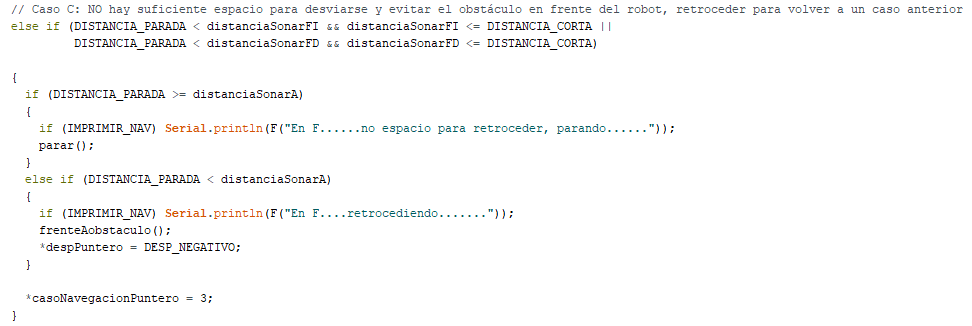 // Caso C: NO hay suficiente espacio para desviarse y evitar el obstáculo en frente del robot, retroceder para volver a un caso anterior
else if (DISTANCIA_PARADA < distanciaSonarFI && distanciaSonarFI <= DISTANCIA_CORTA ||
         DISTANCIA_PARADA < distanciaSonarFD && distanciaSonarFD <= DISTANCIA_CORTA)
{
  if (DISTANCIA_PARADA >= distanciaSonarA)
  {
    if (IMPRIMIR_NAV) Serial.println(F("En F......no espacio para retroceder, parando......"));
    parar();
  }
  else if (DISTANCIA_PARADA < distanciaSonarA)
  {
    if (IMPRIMIR_NAV) Serial.println(F("En F....retrocediendo......."));
    frenteAobstaculo();
    *despPuntero = DESP_NEGATIVO;
  }
  *casoNavegacionPuntero = 3;
}